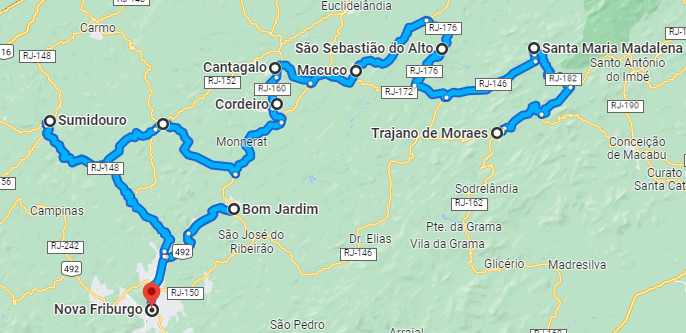 Euclidelândia
Carmo
RJ-176
RJ-148
São Sebastião do Alto
Santa Maria Madalena
16
Cantagalo
Macuco
RJ-176
Santo Antônio
do Imbé
RJ-152
RJ-160
RJ-146
RJ-182
RJ-172
Cordeiro
RJ-190
Sumidouro
Trajano de Moraes
Monnerat
Conceição
de Macabu
RJ-148
Curato
Santa Cat
56
Sodrelândia
RJ-162
Campinas
Bom Jardim
Pte. da Grama
São José do
Ribeirão
Dr. Elias
Vila da Grama
RJ-242
492
RJ-146
492
Glicério
Madresilva
RJ-150
Nova Friburgo
São Pedro
Arraial